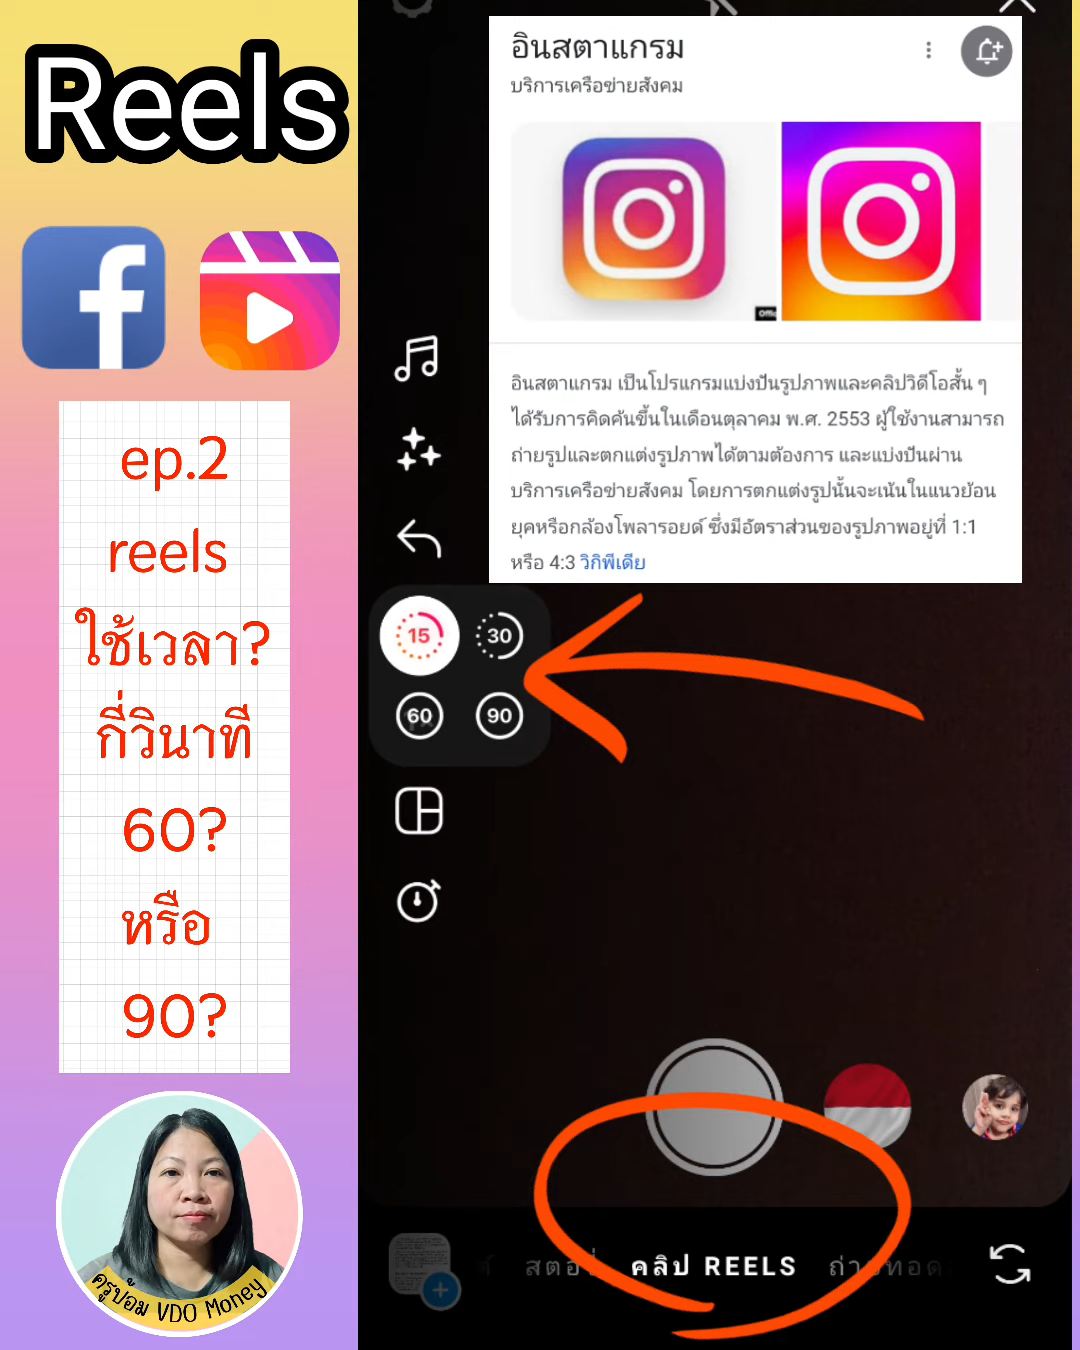 Reels
ep.2
reels
ใช้เวลา?
กี่วินาที
60?
หรือ
90?
ครูป้อม VDO Money
อินสตาแกรม
บริการเครือข่ายสังคม
อินสตาแกรม เป็นโปรแกรมแบ่งปันรูปภาพและคลิปวิดีโอสั้น ๆ
ได้รับการคิดค้นขึ้นในเดือนตุลาคม พ.ศ. 2553 ผู้ใช้งานสามารถ
ถ่ายรูปและตกแต่งรูปภาพได้ตามต้องการ และแบ่งปันผ่าน
บริการเครือข่ายสังคม โดยการตกแต่งรูปนั้นจะเน้นในแนวย้อน
ยุคหรือกล้องโพลารอยด์ ซึ่งมีอัตราส่วนของรูปภาพอยู่ที่ 1:1
หรือ 4:3 วิกิพีเดีย
15 30
60 90
คลิป REELS